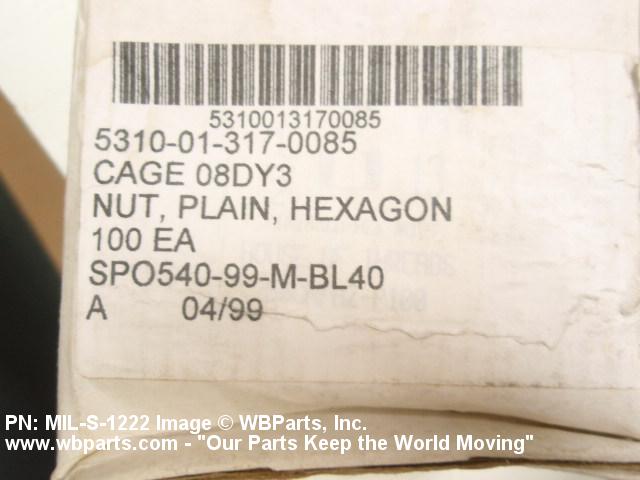 5310013170085
5310-01-317-0085
CAGE 08DY3
NUT, PLAIN, HEXAGON
100 EA
SPO540-99-M-BL40
A 04/99
PN: MIL-S-1222 Image © WBParts, Inc.
www.wbparts.com - "Our Parts Keep the World Moving"